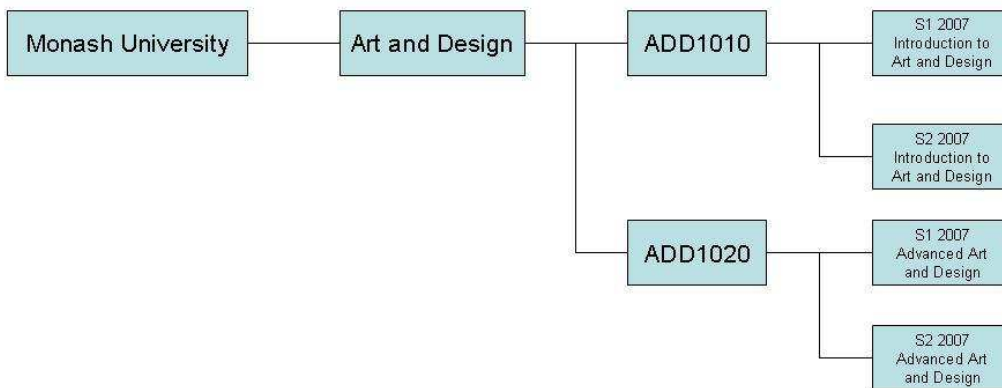 Monash University
Art and Design
ADD1010
S1 2007
Introduction to
Art and Design
S2 2007
Introduction to
Art and Design
ADD1020
S1 2007
Advanced Art
and Design
S2 2007
Advanced Art
and Design